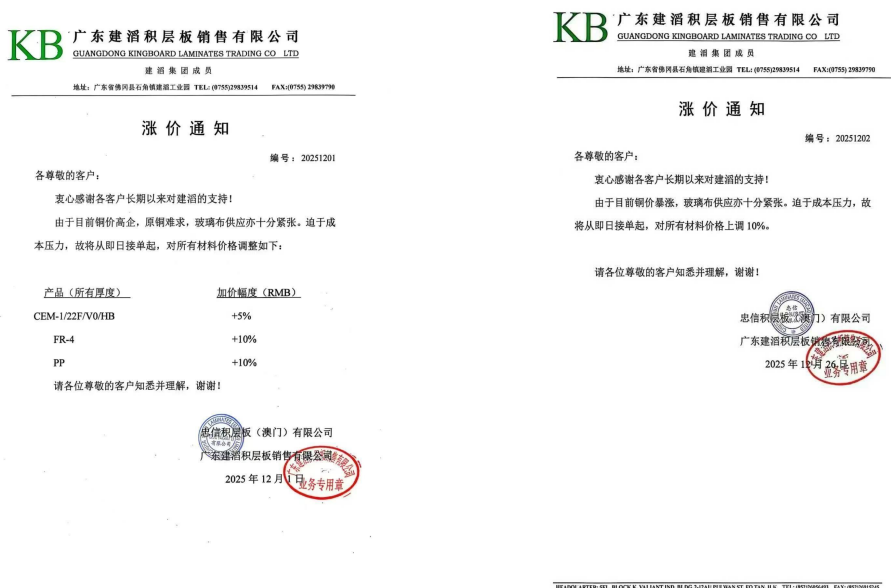 KB
广东建滔积层板销售有限公司
GUANGDONG KINGBOARD LAMINATES TRADING CO LTD
建滔集团成员
地址：广东省佛冈县石角镇建滔工业园 TEL: (0755)29839514 FAX:(0755) 29839790
涨价通知
编号：20251201
各尊敬的客户：
衷心感谢各客户长期以来对建滔的支持！
由于目前铜价高企，原铜难求，玻璃布供应亦十分紧张。迫于成
本压力，故将从即日接单起，对所有材料价格调整如下：
产品（所有厚度） 加价幅度（RMB）
CEM-1/22F/V0/HB +5%
FR-4 +10%
PP +10%
请各位尊敬的客户知悉并理解，谢谢！
忠信积层板（澳门）有限公司
广东建滔积层板销售有限公司
2025 年 12 月 1 日
业务专用章
KB
广东建滔积层板销售有限公司
GUANGDONG KINGBOARD LAMINATES TRADING CO LTD
建滔集团成员
地址：广东省佛冈县石角镇建滔工业园 TEL: (0755)29839514 FAX:(0755) 29839790
涨价通知
编号：20251202
各尊敬的客户：
衷心感谢各客户长期以来对建滔的支持！
由于目前铜价暴涨，玻璃布供应亦十分紧张。迫于成本压力，故
将从即日接单起，对所有材料价格上调 10%。
请各位尊敬的客户知悉并理解，谢谢！
忠信积层板（澳门）有限公司
广东建滔积层板销售有限公司
2025 年 12 月 26 日
业务专用章